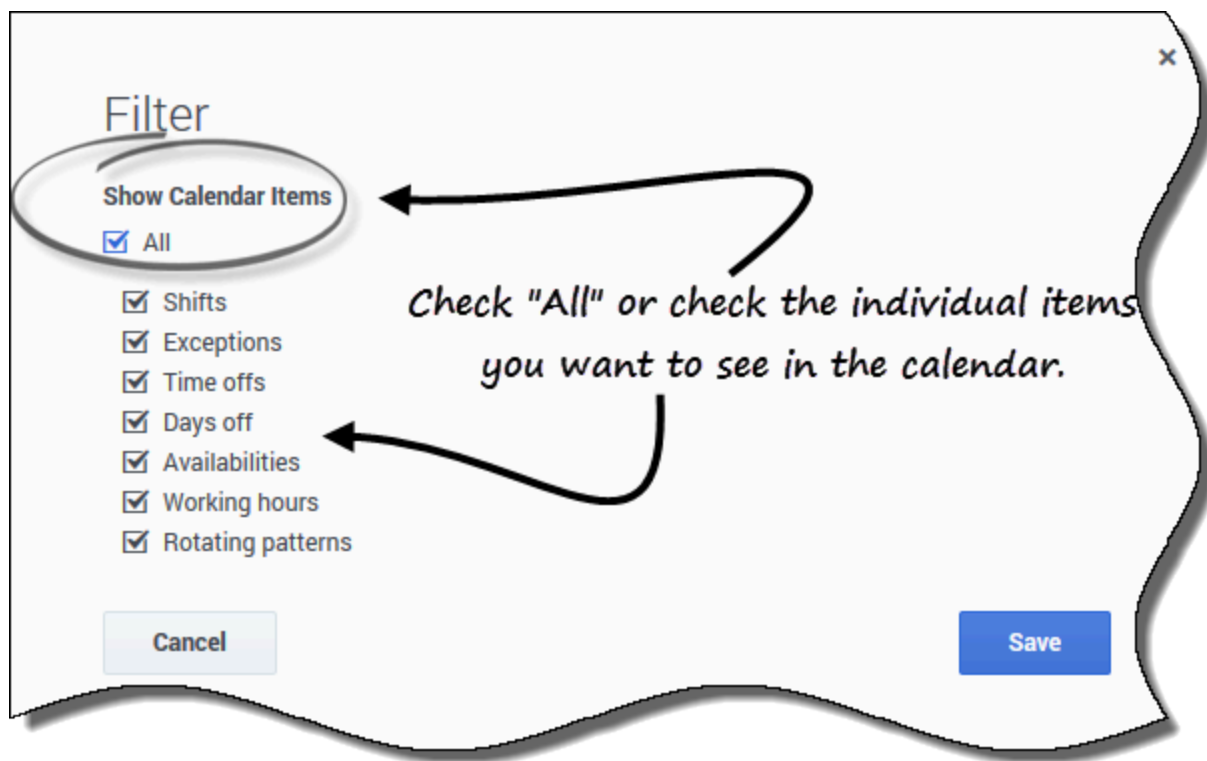 Filter
Show Calendar Items
All
Shifts
Exceptions
Time offs
Days off
Availabilities
Working hours
Rotating patterns
Check "All" or check the individual items
you want to see in the calendar.
Cancel
Save